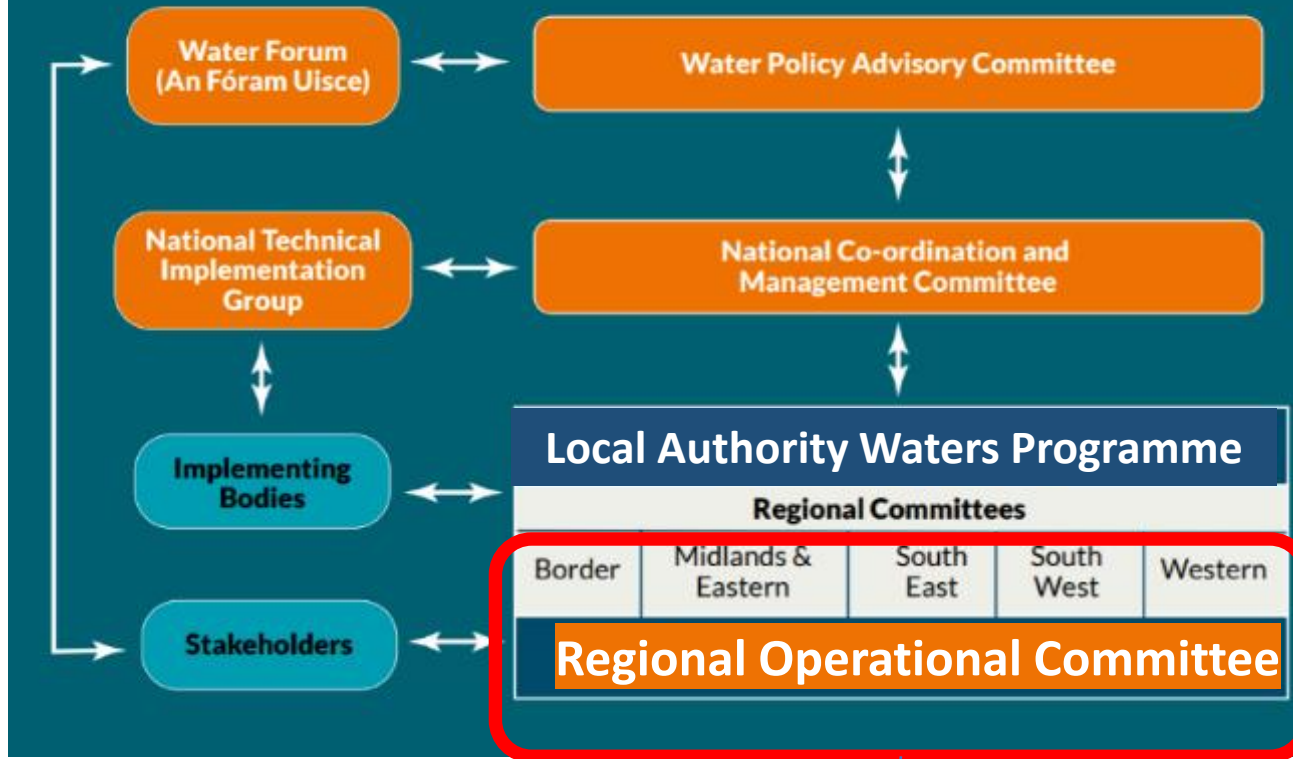 Water Forum
(An Fóram Uisce)
Water Policy Advisory Committee
National Technical
Implementation
Group
National Co-ordination and
Management Committee
Implementing
Bodies
Local Authority Waters Programme
Regional Committees
Border
Midlands &
Eastern
South
East
South
West
Western
Stakeholders
Regional Operational Committee